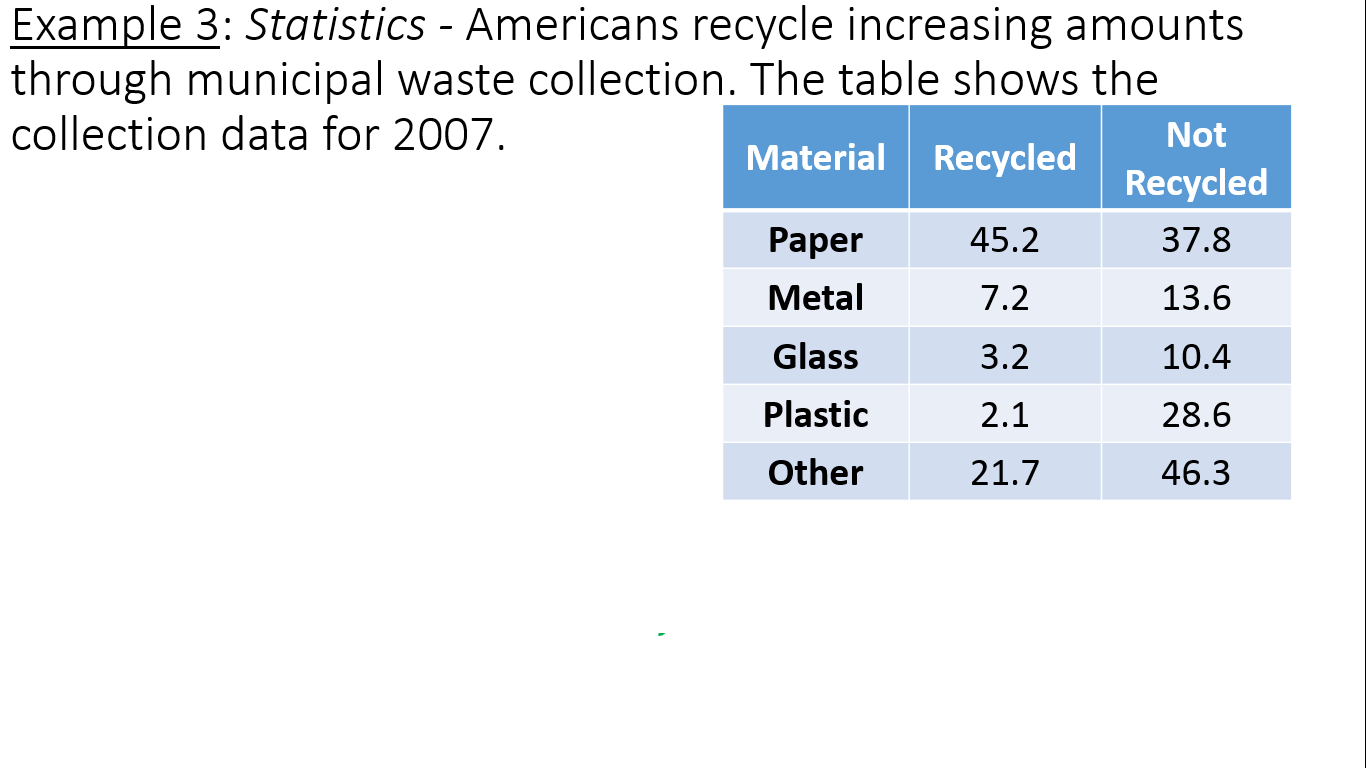 Example 3: Statistics - Americans recycle increasing amounts
through municipal waste collection. The table shows the
collection data for 2007.
Material Recycled Not Recycled
Paper 45.2 37.8
Metal 7.2 13.6
Glass 3.2 10.4
Plastic 2.1 28.6
Other 21.7 46.3